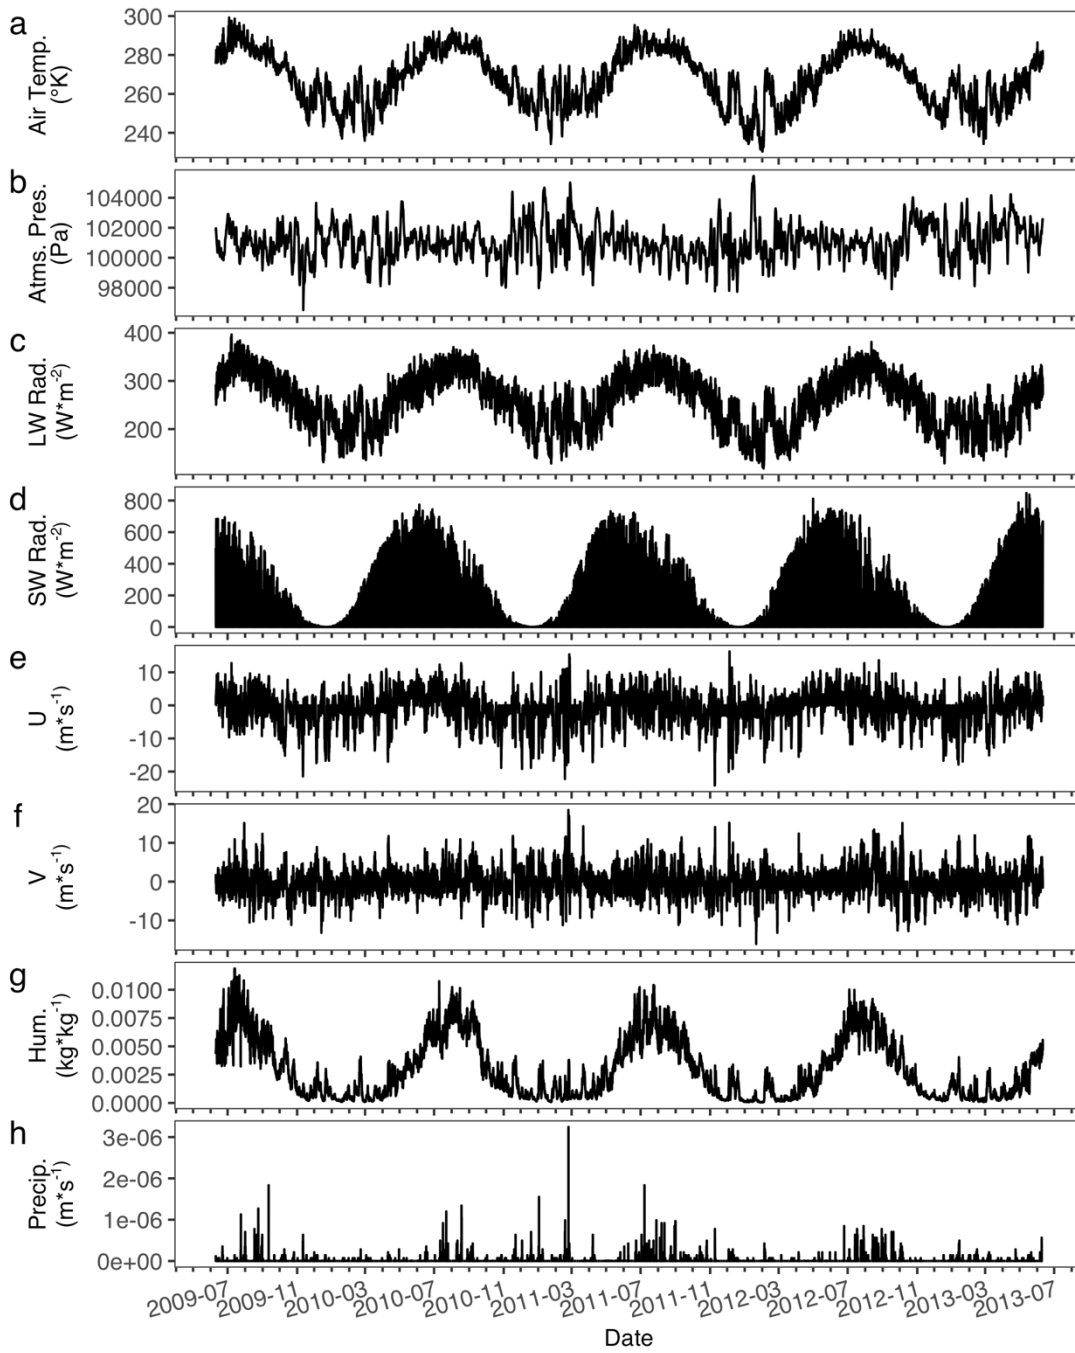 a
Air Temp.
(°K)
300
280
260
240
b
Atms. Pres.
(Pa)
104000
102000
100000
98000
c
LW Rad.
(W*m⁻²)
400
300
200
d
SW Rad.
(W*m⁻²)
800
600
400
200
0
e
U
(m*s⁻¹)
10
0
-10
-20
f
V
(m*s⁻¹)
20
10
0
-10
g
Hum.
(kg*kg⁻¹)
0.0100
0.0075
0.0050
0.0025
0.0000
h
Precip.
(m*s⁻¹)
3e-06
2e-06
1e-06
0e+00
2009-07
2009-11
2010-03
2010-07
2010-11
2011-03
2011-07
2011-11
2012-03
2012-07
2012-11
2013-03
2013-07
Date